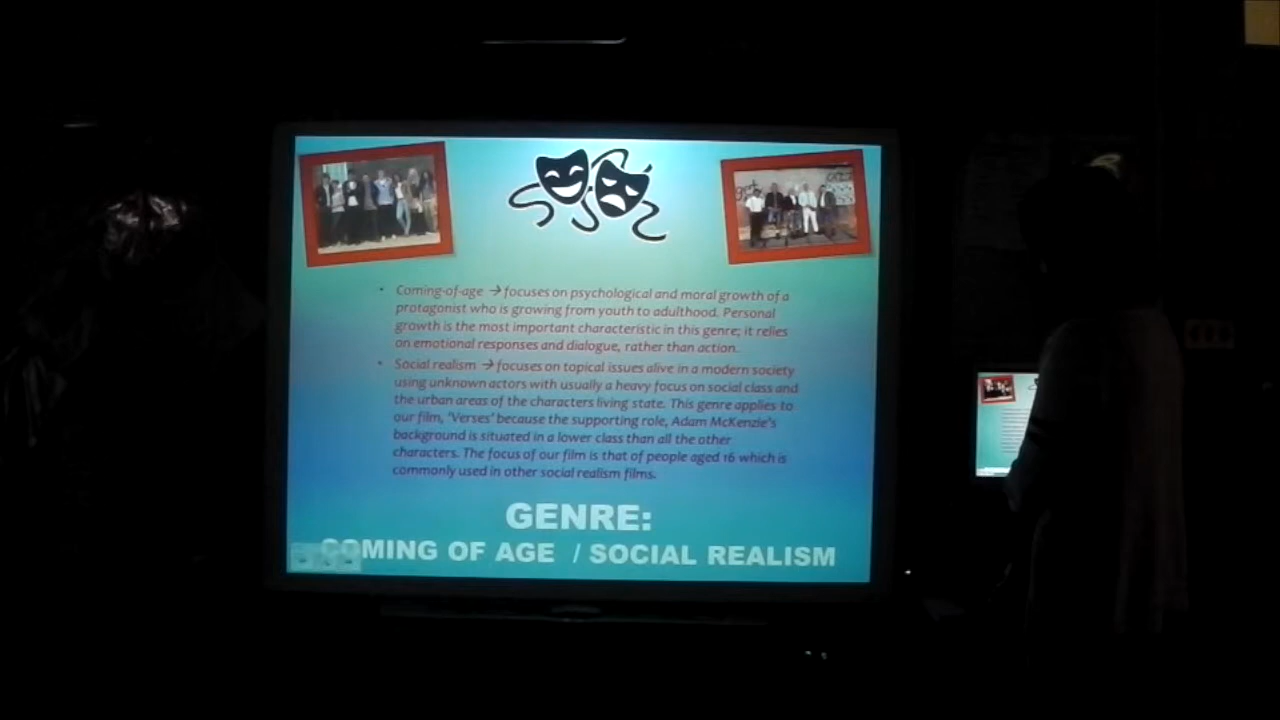 • Coming-of-age → focuses on psychological and moral growth of a
protagonist who is growing from youth to adulthood. Personal
growth is the most important characteristic in this genre; it relies
on emotional responses and dialogue, rather than action.
• Social realism → focuses on topical issues alive in a modern society
using unknown actors with usually a heavy focus on social class and
the urban areas of the characters living state. This genre applies to
our film, 'Verses' because the supporting role, Adam McKenzie's
background is situated in a lower class than all the other
characters. The focus of our film is that of people aged 16 which is
commonly used in other social realism films.
GENRE:
COMING OF AGE / SOCIAL REALISM